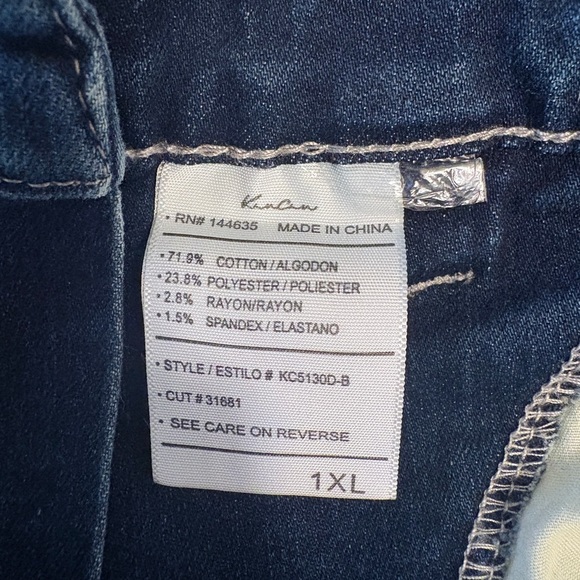 KanCan
• RN# 144635 MADE IN CHINA
• 71.9% COTTON / ALGODON
• 23.8% POLYESTER / POLIESTER
• 2.8% RAYON/RAYON
• 1.5% SPANDEX / ELASTANO
• STYLE / ESTILO # KC5130D-B
• CUT # 31681
• SEE CARE ON REVERSE
1XL